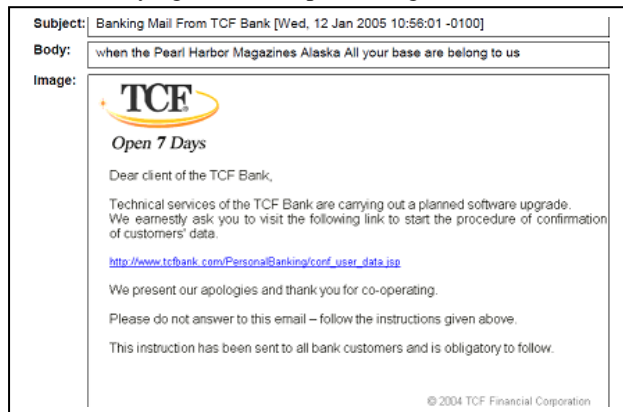 Subject: Banking Mail From TCF Bank [Wed, 12 Jan 2005 10:56:01 -0100]
Body: when the Pearl Harbor Magazines Alaska All your base are belong to us
Image:
TCF
Open 7 Days
Dear client of the TCF Bank,
Technical services of the TCF Bank are carrying out a planned software upgrade.
We earnestly ask you to visit the following link to start the procedure of confirmation
of customers' data.
http://www.tcfbank.com/PersonalBanking/conf_user_data.jsp
We present our apologies and thank you for co-operating.
Please do not answer to this email – follow the instructions given above.
This instruction has been sent to all bank customers and is obligatory to follow.
© 2004 TCF Financial Corporation